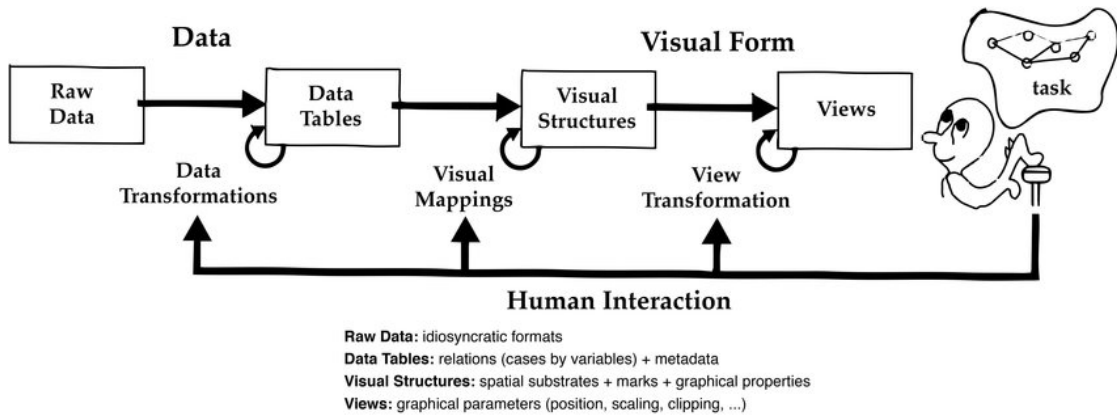 Data
Visual Form
Raw
Data
Data
Tables
Visual
Structures
Views
task
Data
Transformations
Visual
Mappings
View
Transformation
Human Interaction
Raw Data: idiosyncratic formats
Data Tables: relations (cases by variables) + metadata
Visual Structures: spatial substrates + marks + graphical properties
Views: graphical parameters (position, scaling, clipping, ...)